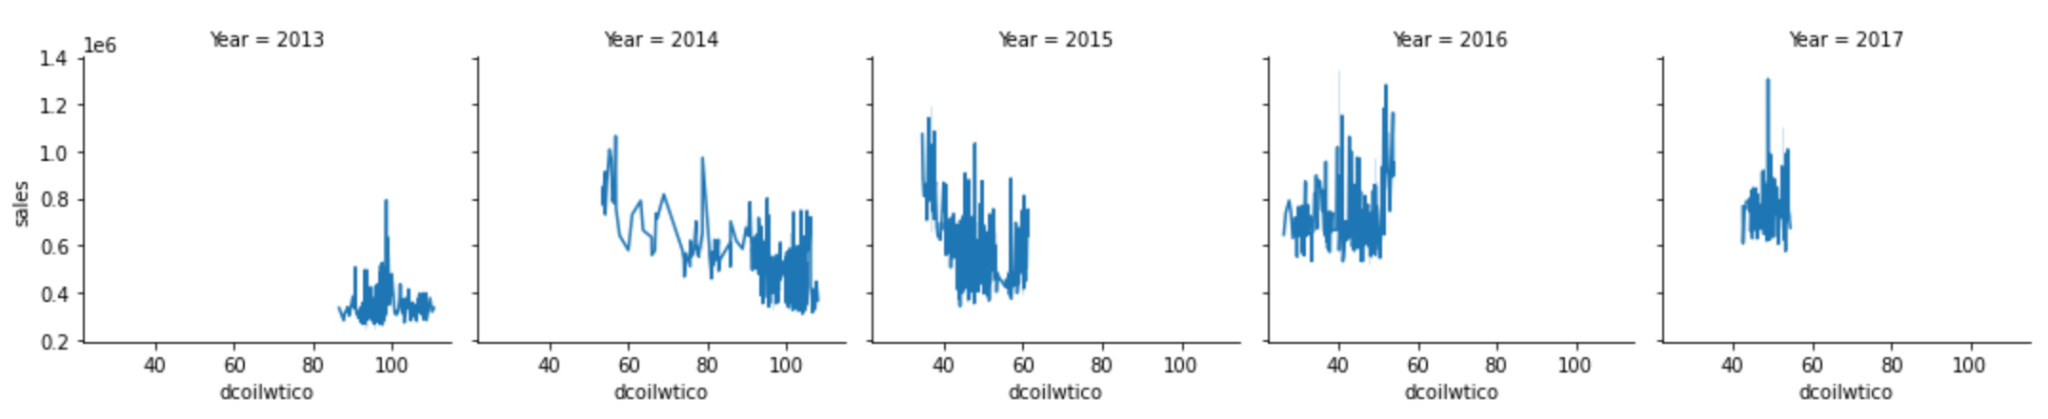 Year = 2013 Year = 2014 Year = 2015 Year = 2016 Year = 2017
1e6
1.4
1.2
1.0
0.8
0.6
0.4
0.2
sales
40 60 80 100 40 60 80 100 40 60 80 100 40 60 80 100 40 60 80 100
dcoilwtico dcoilwtico dcoilwtico dcoilwtico dcoilwtico